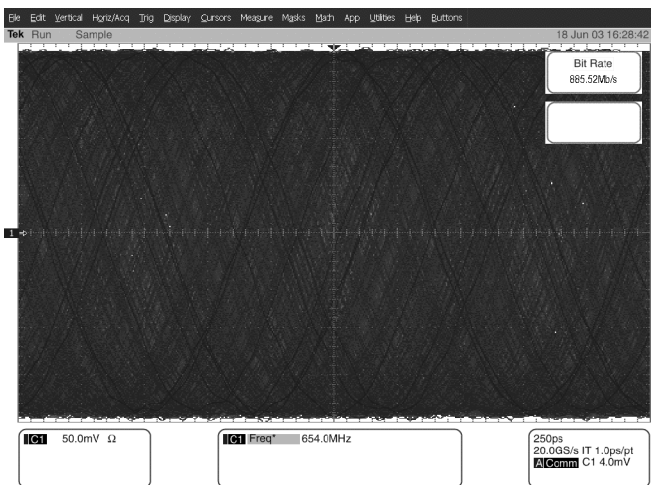 File Edit Vertical Horiz/Acq Trig Display Cursors Measure Masks Math App Utilities Help Buttons
Tek Run Sample 18 Jun 03 16:28:42
Bit Rate
885.52Mb/s
1
C1 50.0mV Ω
C1 Freq* 654.0MHz
250ps
20.0GS/s IT 1.0ps/pt
A Comm C1 4.0mV